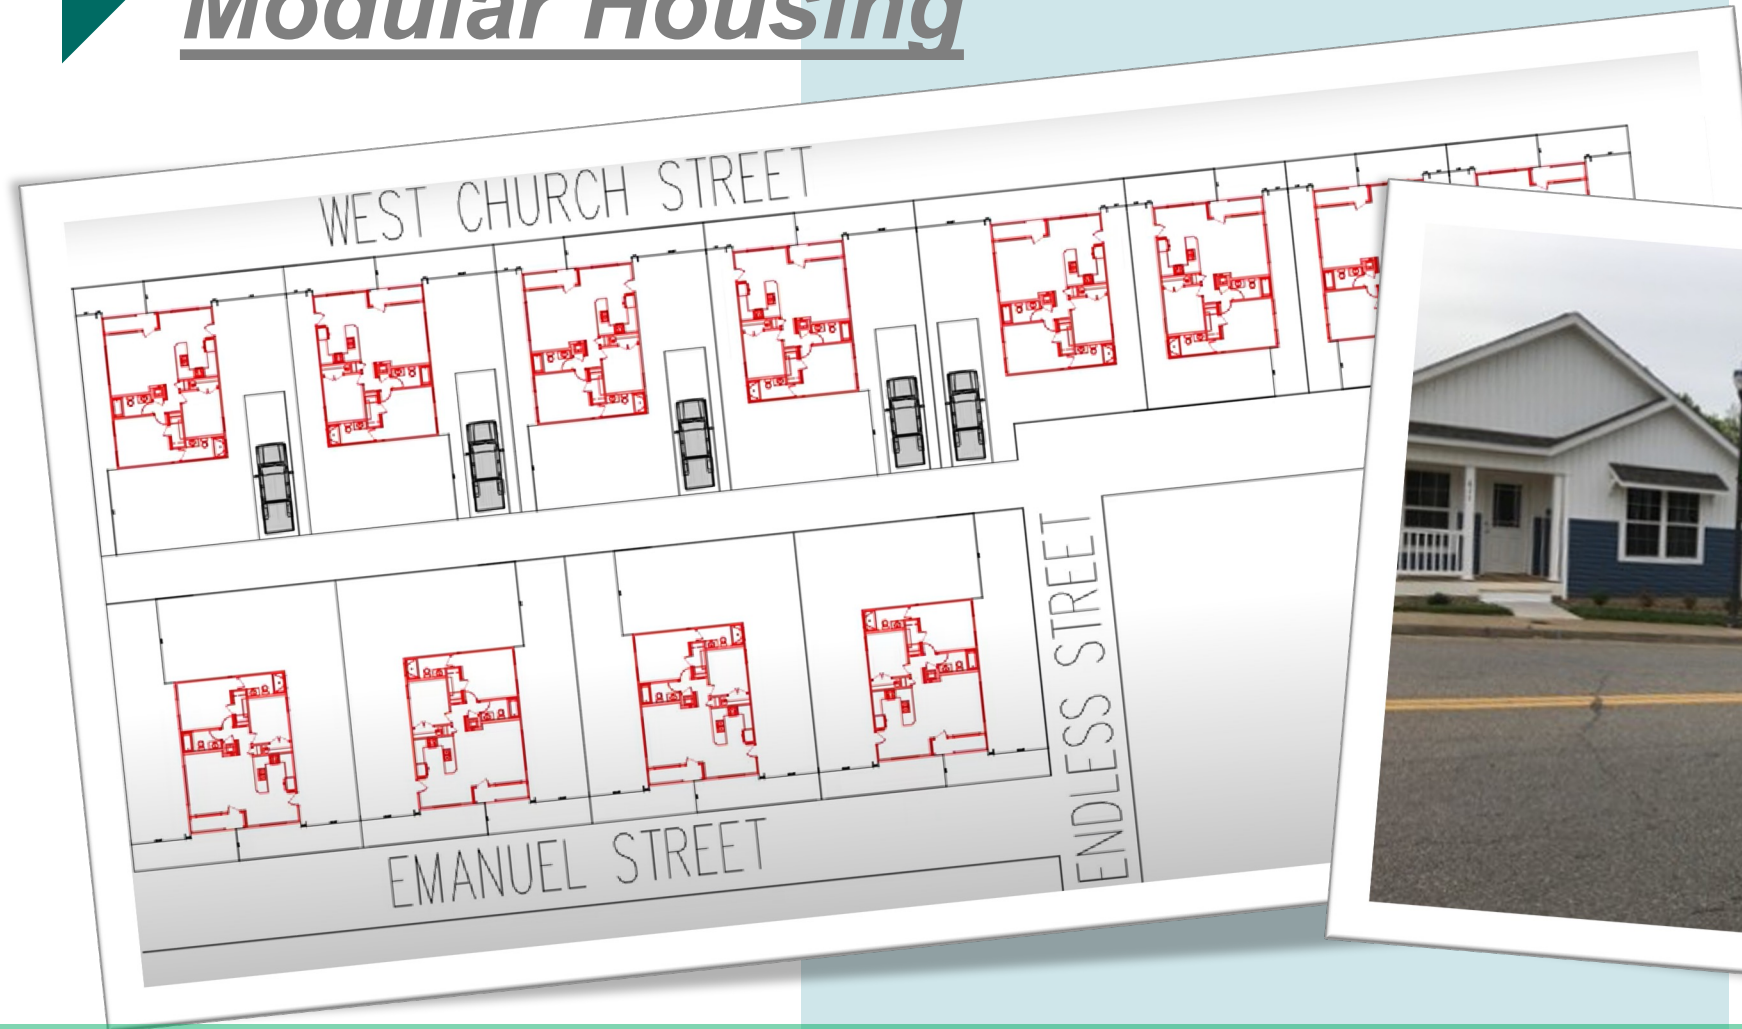 Modular Housing
WEST CHURCH STREET
ENDLESS STREET
EMANUEL STREET